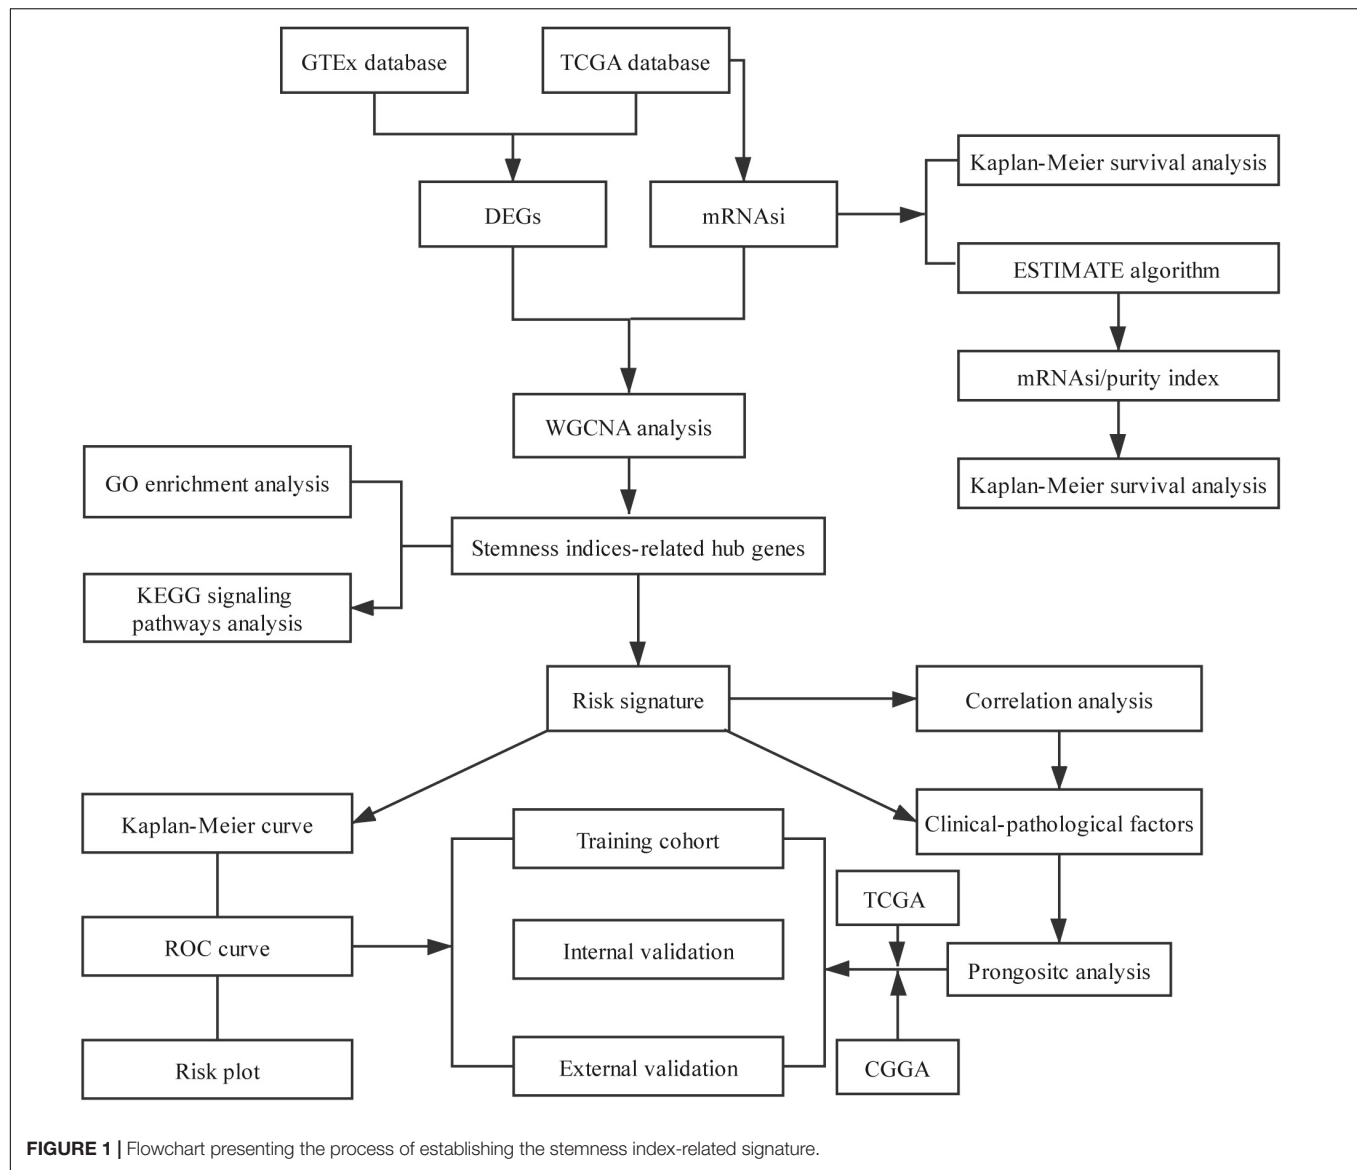 GTEx database
TCGA database
Kaplan-Meier survival analysis
DEGs
mRNAsi
ESTIMATE algorithm
mRNAsi/purity index
WGCNA analysis
Kaplan-Meier survival analysis
GO enrichment analysis
Stemness indices-related hub genes
KEGG signaling
pathways analysis
Risk signature
Correlation analysis
Kaplan-Meier curve
Training cohort
Clinical-pathological factors
TCGA
ROC curve
Internal validation
Prongositc analysis
Risk plot
External validation
CGGA
FIGURE 1 | Flowchart presenting the process of establishing the stemness index-related signature.